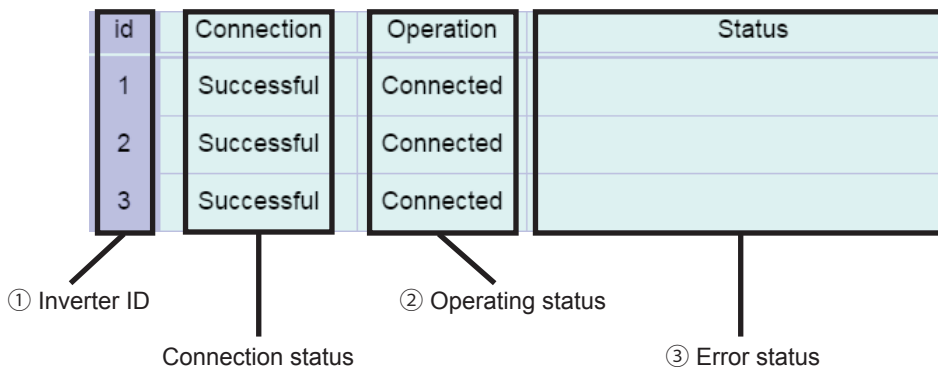 id Connection Operation Status
1 Successful Connected
2 Successful Connected
3 Successful Connected
① Inverter ID ② Operating status
Connection status ③ Error status